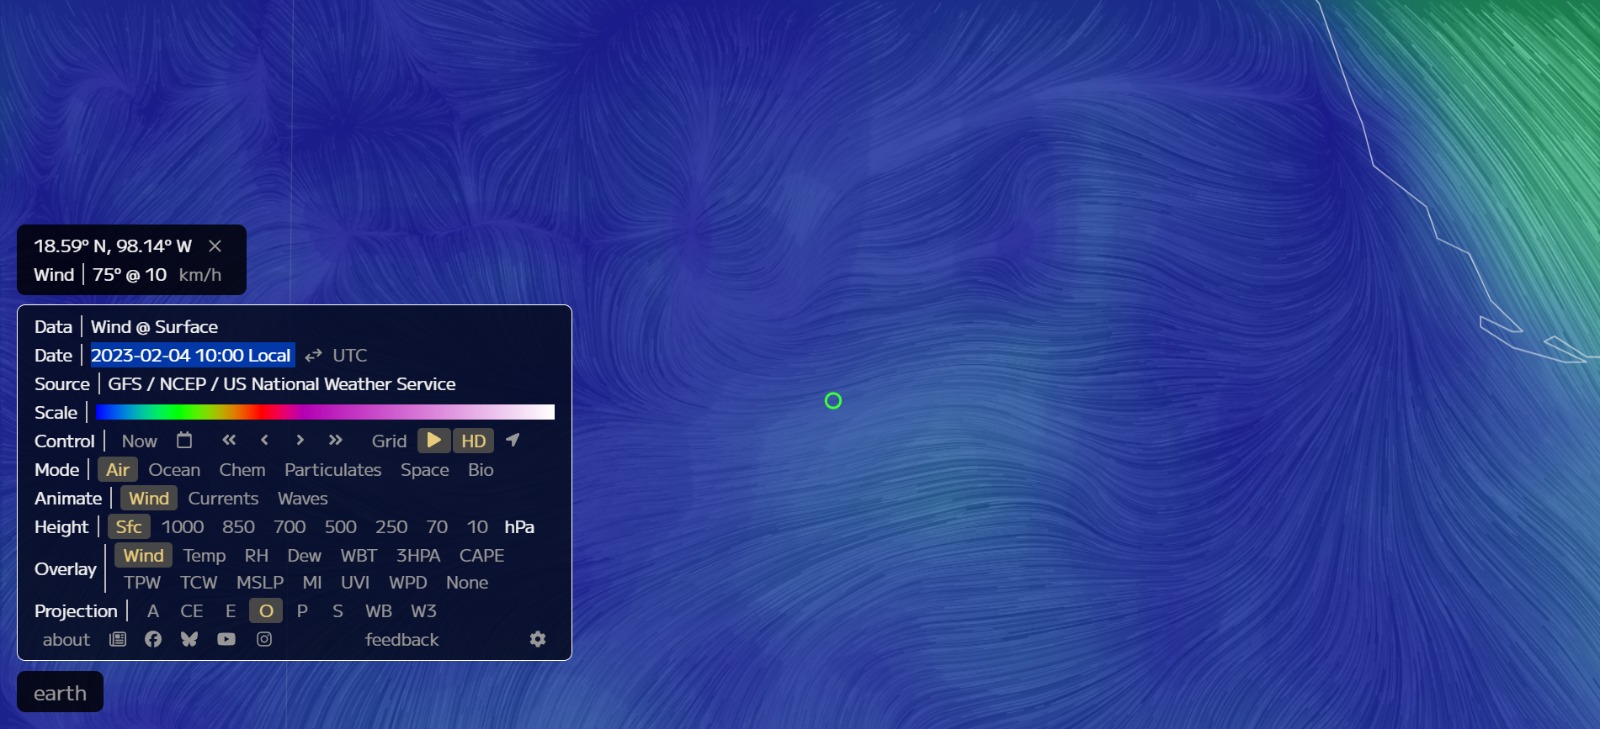 18.59° N, 98.14° W ×
Wind | 75° @ 10 km/h
Data | Wind @ Surface
Date | 2023-02-04 10:00 Local ⇄ UTC
Source | GFS / NCEP / US National Weather Service
Scale |
Control | Now « ‹ › » Grid HD
Mode | Air Ocean Chem Particulates Space Bio
Animate | Wind Currents Waves
Height | Sfc 1000 850 700 500 250 70 10 hPa
Overlay | Wind Temp RH Dew WBT 3HPA CAPE
TPW TCW MSLP MI UVI WPD None
Projection | A CE E O P S WB W3
about feedback
earth